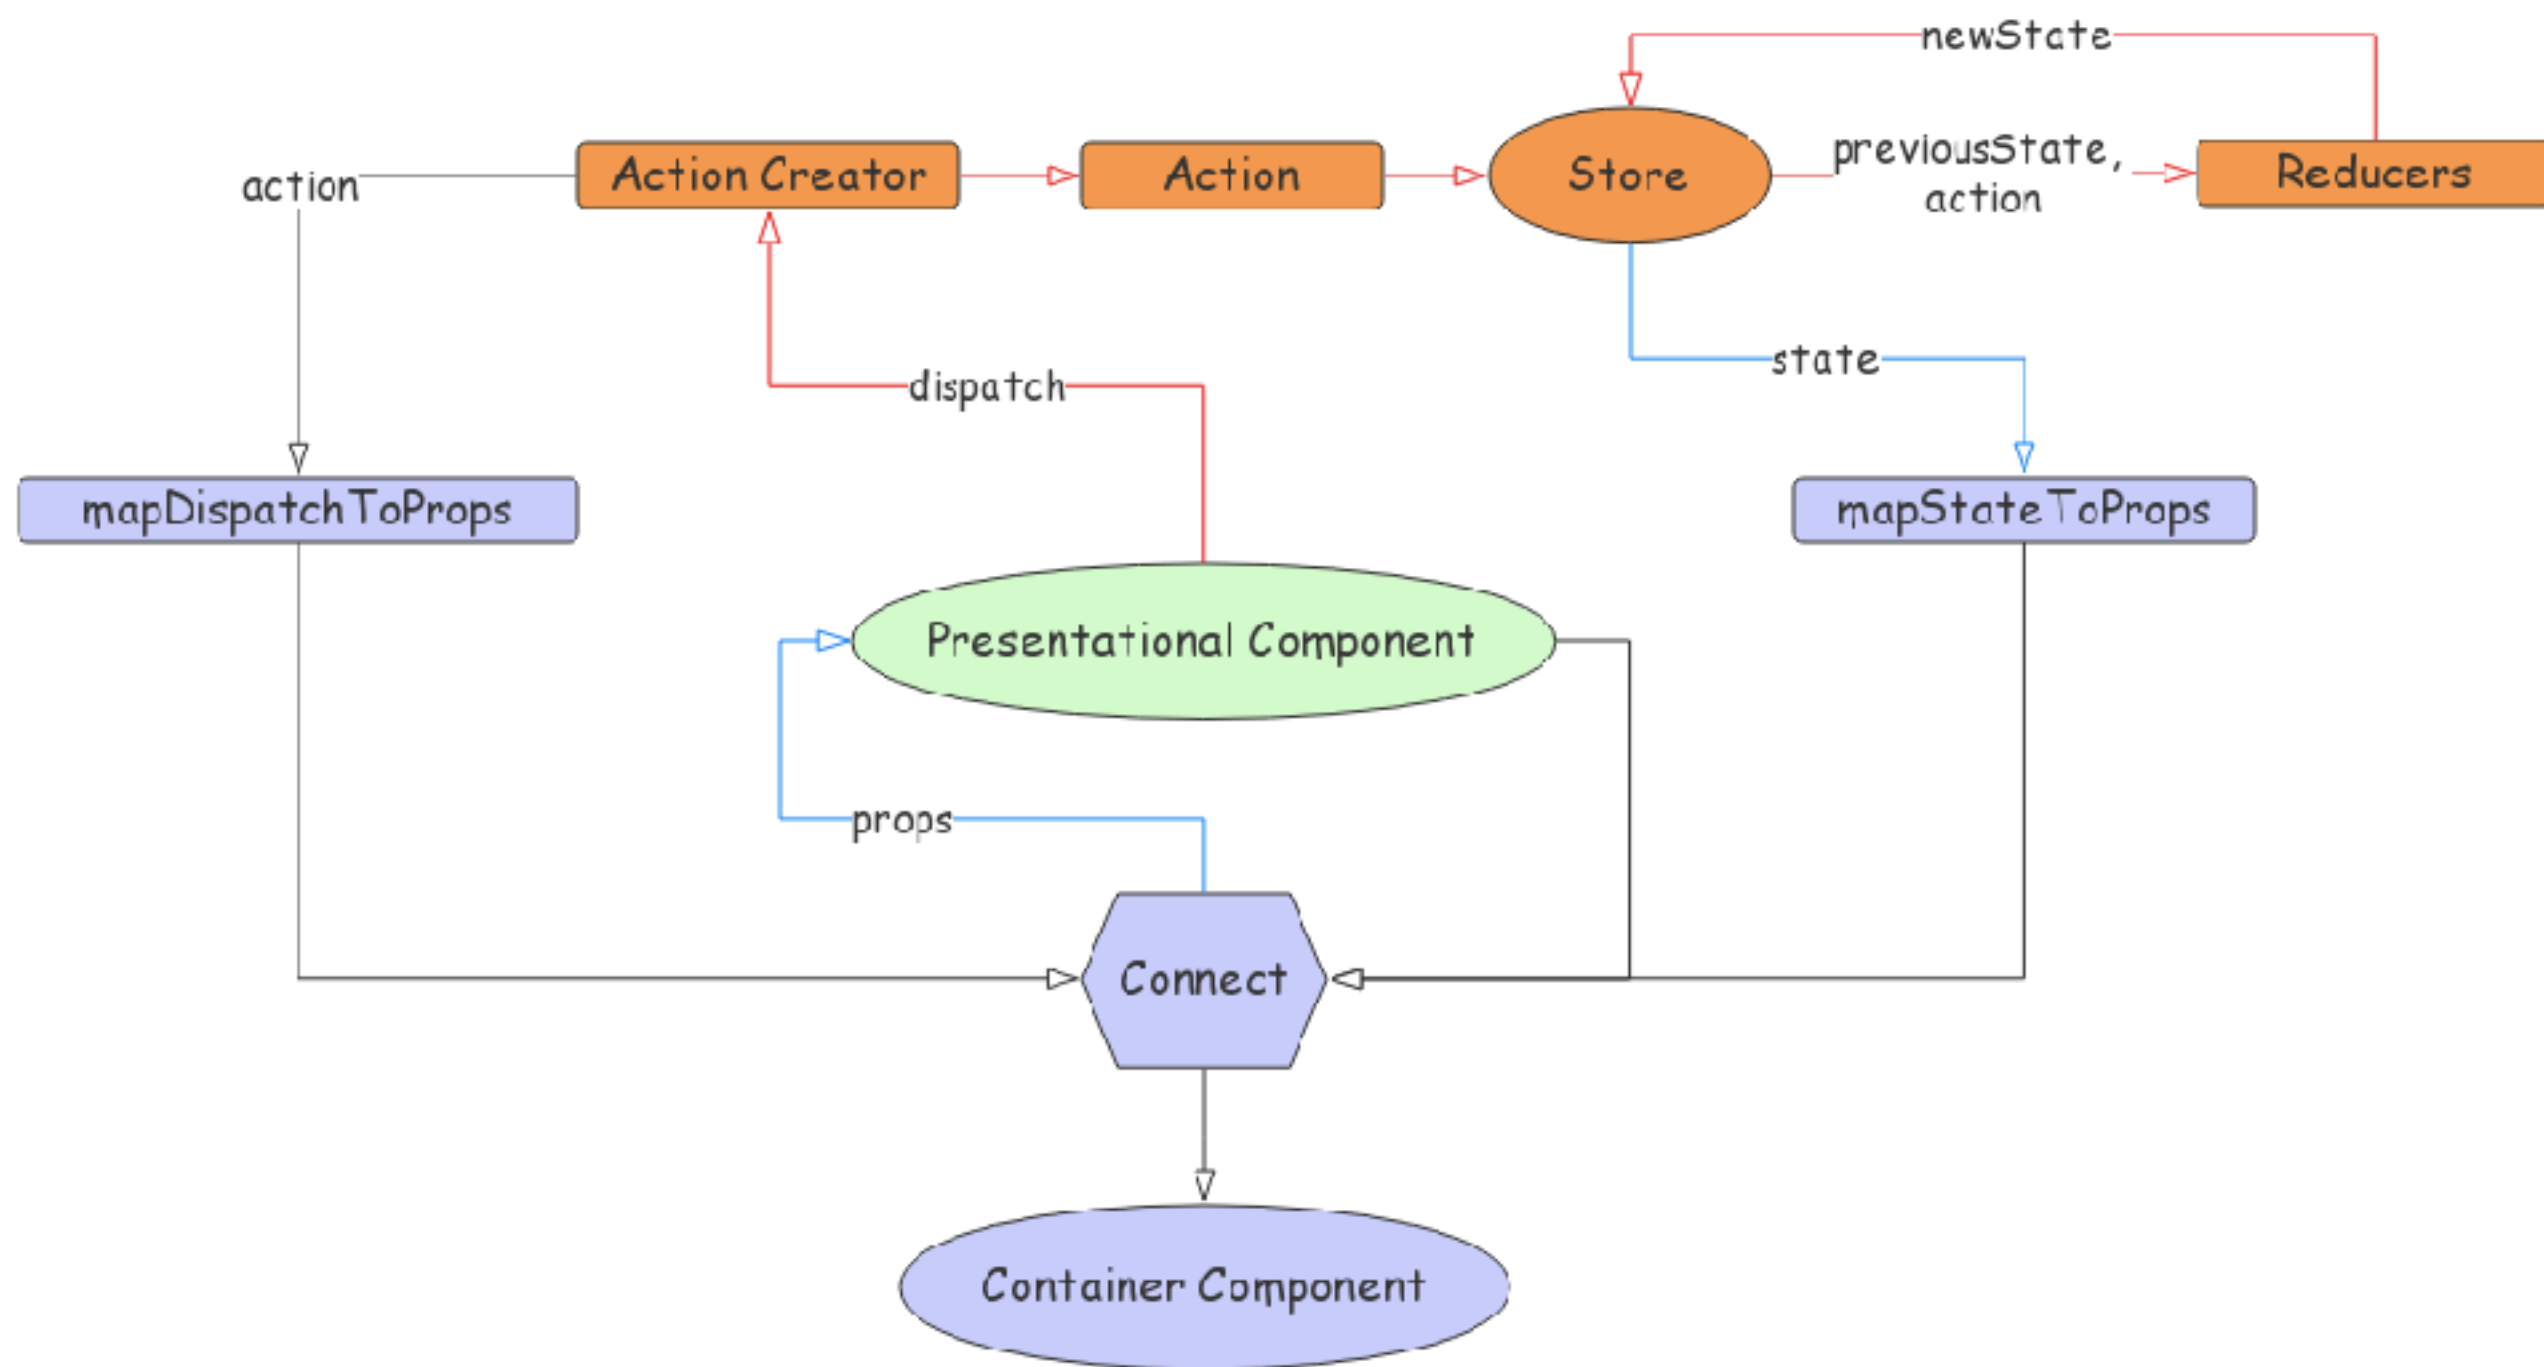 newState
action
Action Creator
Action
Store
previousState,
action
Reducers
dispatch
state
mapDispatchToProps
mapStateToProps
Presentational Component
props
Connect
Container Component